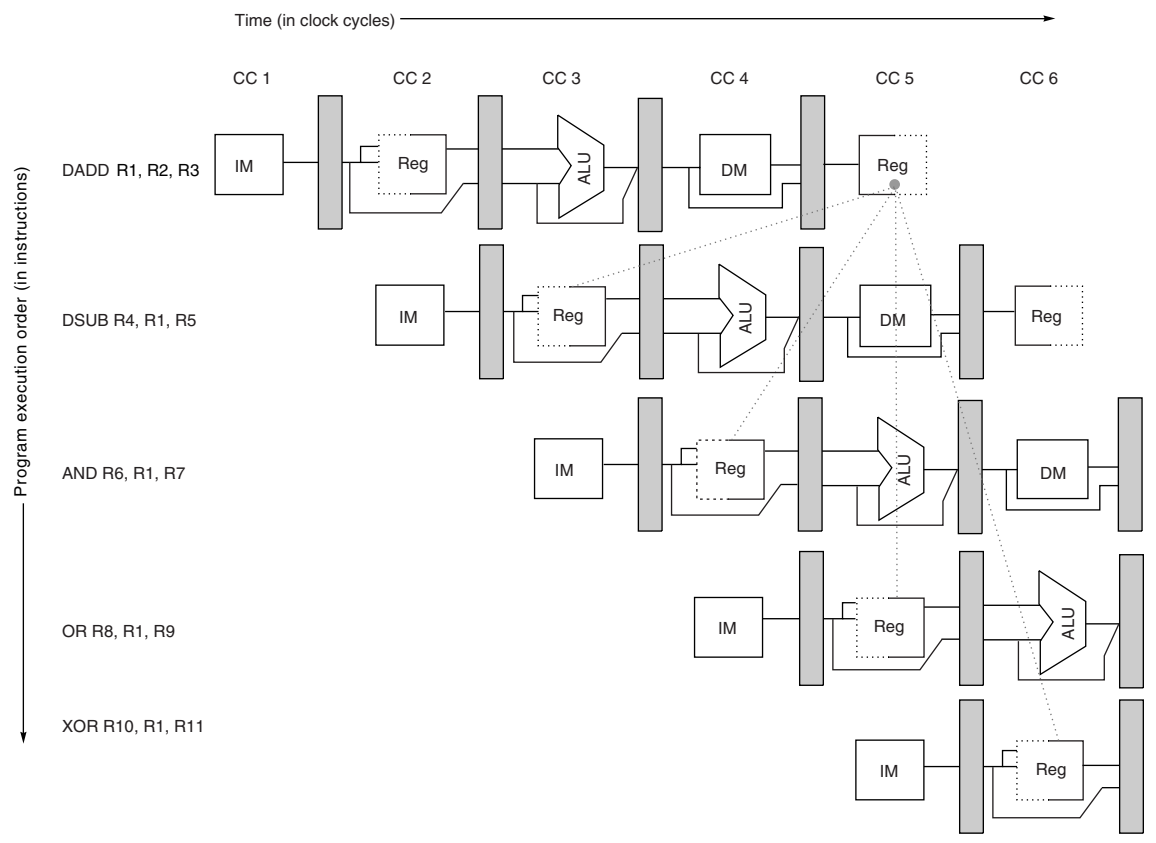 Time (in clock cycles)
CC 1 CC 2 CC 3 CC 4 CC 5 CC 6
Program execution order (in instructions)
DADD R1, R2, R3
IM Reg ALU DM Reg
DSUB R4, R1, R5
IM Reg ALU DM Reg
AND R6, R1, R7
IM Reg ALU DM
OR R8, R1, R9
IM Reg ALU
XOR R10, R1, R11
IM Reg